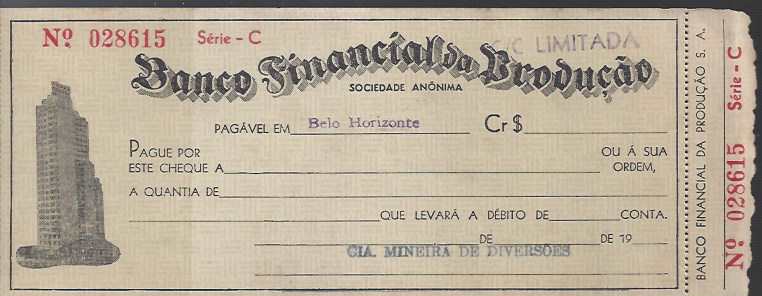 Nº 028615 Série - C
C/C LIMITADA
Banco Financial da Produção
SOCIEDADE ANÔNIMA
PAGÁVEL EM Belo Horizonte Cr$
PAGUE POR
ESTE CHEQUE A OU Á SUA ORDEM,
A QUANTIA DE
QUE LEVARÁ A DÉBITO DE CONTA.
DE DE 19
CIA. MINEIRA DE DIVERSÕES
BANCO FINANCIAL DA PRODUÇÃO S. A.
Nº 028615 Série - C